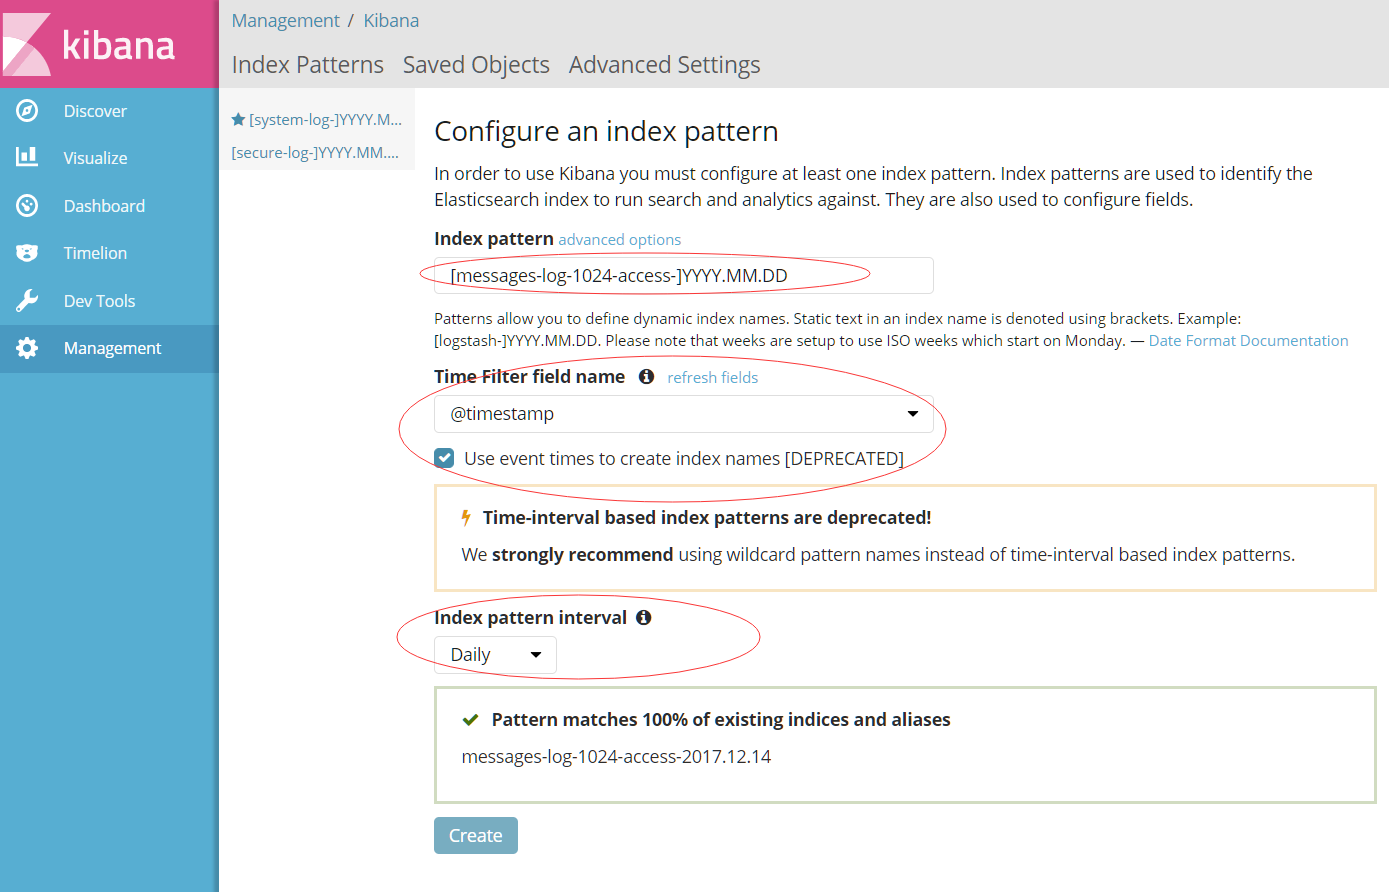 kibana
Discover
Visualize
Dashboard
Timelion
Dev Tools
Management
Management / Kibana
Index Patterns Saved Objects Advanced Settings
[system-log-]YYYY.M...
[secure-log-]YYYY.MM....
Configure an index pattern
In order to use Kibana you must configure at least one index pattern. Index patterns are used to identify the
Elasticsearch index to run search and analytics against. They are also used to configure fields.
Index pattern advanced options
[messages-log-1024-access-]YYYY.MM.DD
Patterns allow you to define dynamic index names. Static text in an index name is denoted using brackets. Example:
[logstash-]YYYY.MM.DD. Please note that weeks are setup to use ISO weeks which start on Monday. — Date Format Documentation
Time Filter field name refresh fields
@timestamp
Use event times to create index names [DEPRECATED]
Time-interval based index patterns are deprecated!
We strongly recommend using wildcard pattern names instead of time-interval based index patterns.
Index pattern interval
Daily
Pattern matches 100% of existing indices and aliases
messages-log-1024-access-2017.12.14
Create